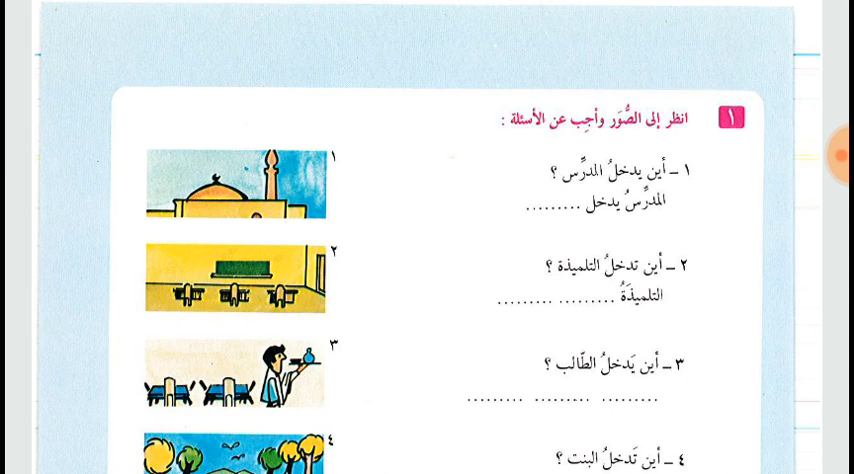 ١ انظر إلى الصُّوَر وأجِب عن الأسئلة :
١ ـ أين يدخلُ المدرِّس ؟
المدرِّسُ يدخل .........
١
٢ ـ أين تدخلُ التلميذة ؟
التلميذَةُ ......... .........
٢
٣ ـ أين يَدخلُ الطّالب ؟
......... ......... .........
٣
٤ ـ أين تَدخلُ البنت ؟
٤